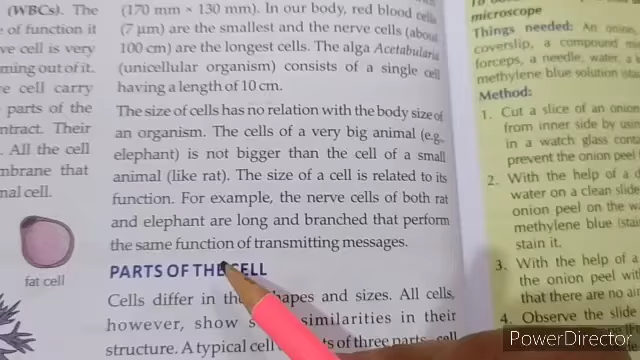 (WBCs). The
of function it
ve cell is very
ming out of it.
cell carry
parts of the
ntract. Their
All the cell
mbrane that
nal cell.
fat cell
(170 mm × 130 mm). In our body, red blood cells
(7 μm) are the smallest and the nerve cells (about
100 cm) are the longest cells. The alga Acetabularia
(unicellular organism) consists of a single cell
having a length of 10 cm.
The size of cells has no relation with the body size of
an organism. The cells of a very big animal (e.g.,
elephant) is not bigger than the cell of a small
animal (like rat). The size of a cell is related to its
function. For example, the nerve cells of both rat
and elephant are long and branched that perform
the same function of transmitting messages.
PARTS OF THE CELL
Cells differ in their shapes and sizes. All cells,
however, show similarities in their
structure. A typical cell of three parts cell
microscope
Things needed: An onion,
coverslip, a compound m
forceps, a needle, water, a
methylene blue solution
Method:
1. Cut a slice of an onion
from inner side by usin
in a watch glass conta
prevent the onion peel
2. With the help of a d
water on a clean slide
onion peel on the wa
methylene blue (stai
stain it.
3. With the help of a
the onion peel wit
that there are no air
4. Observe the slide
PowerDirector